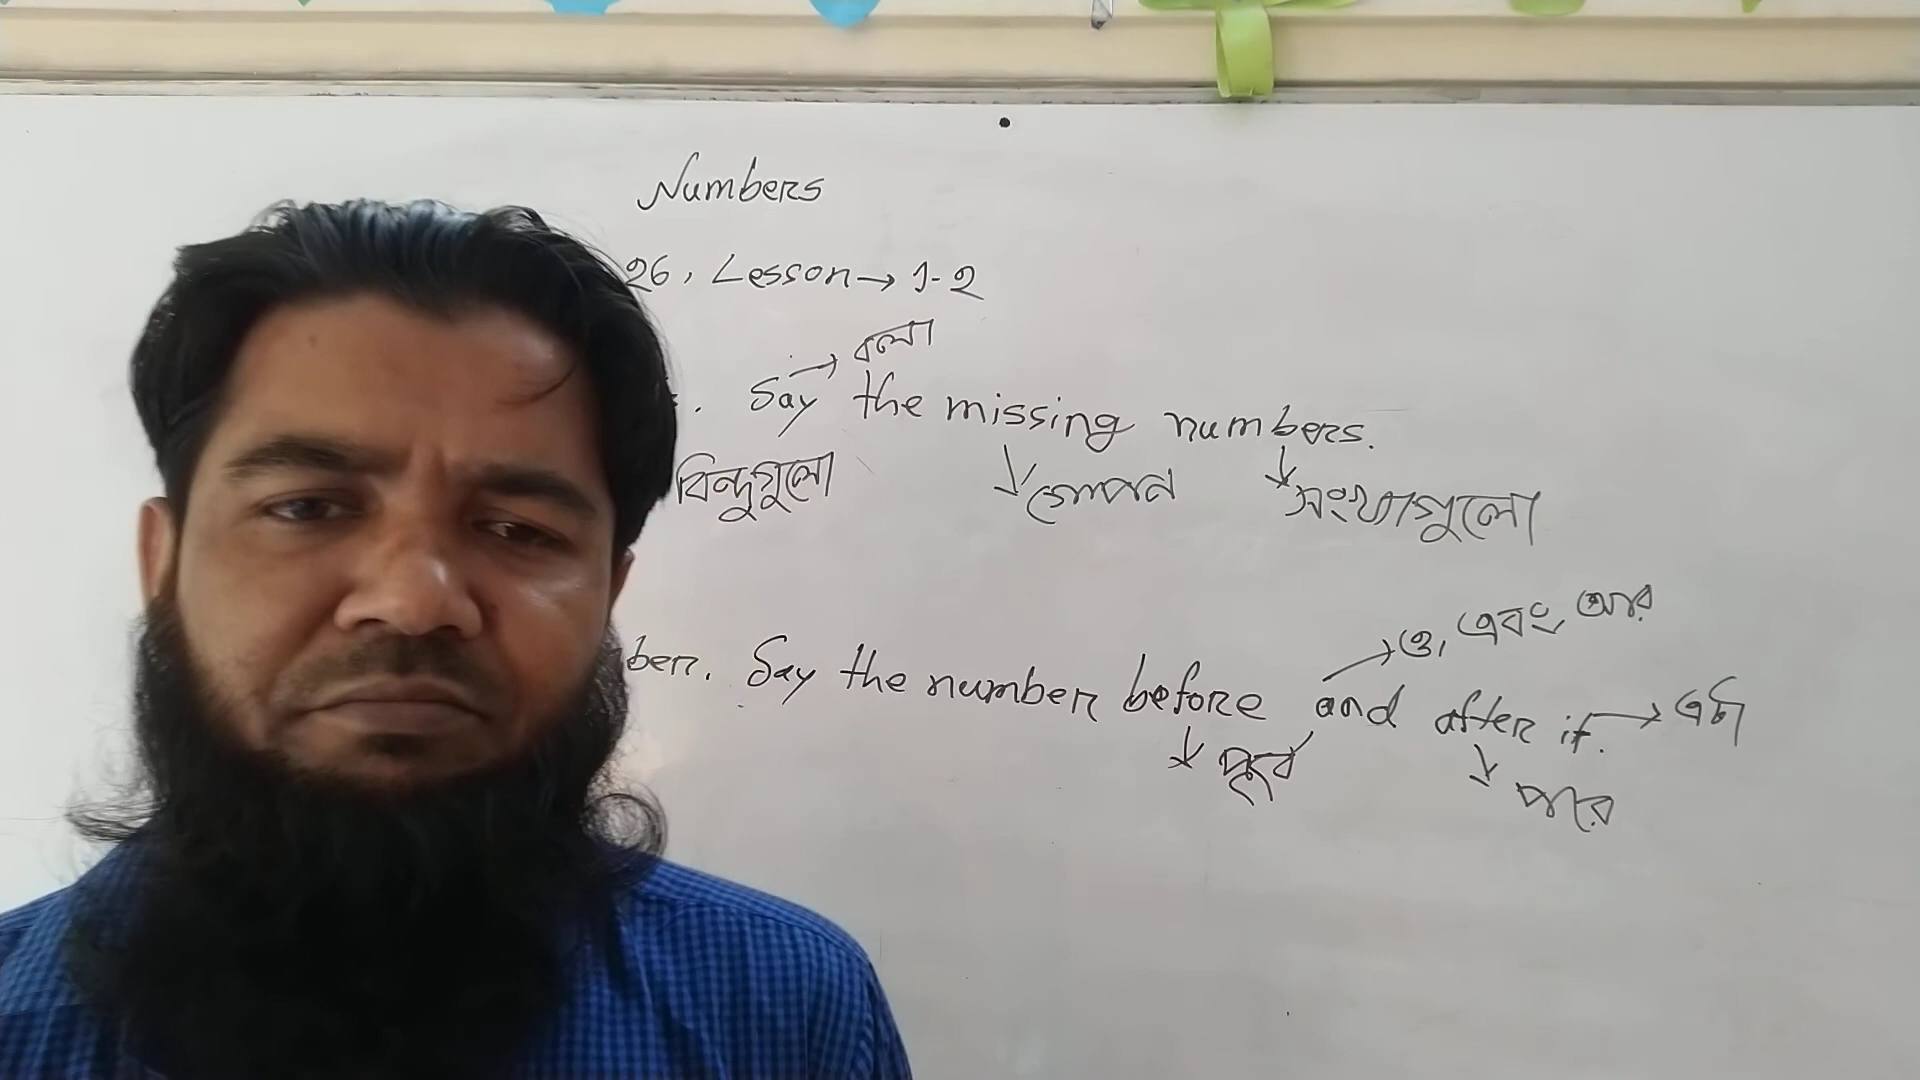 Numbers
26, Lesson → 1-2
বলো
. Say the missing numbers.
বিন্দুগুলো গোপন সংখ্যাগুলো
ও, এবং, আর
ber. Say the number before and after it. → এটা
পূর্বে পরে